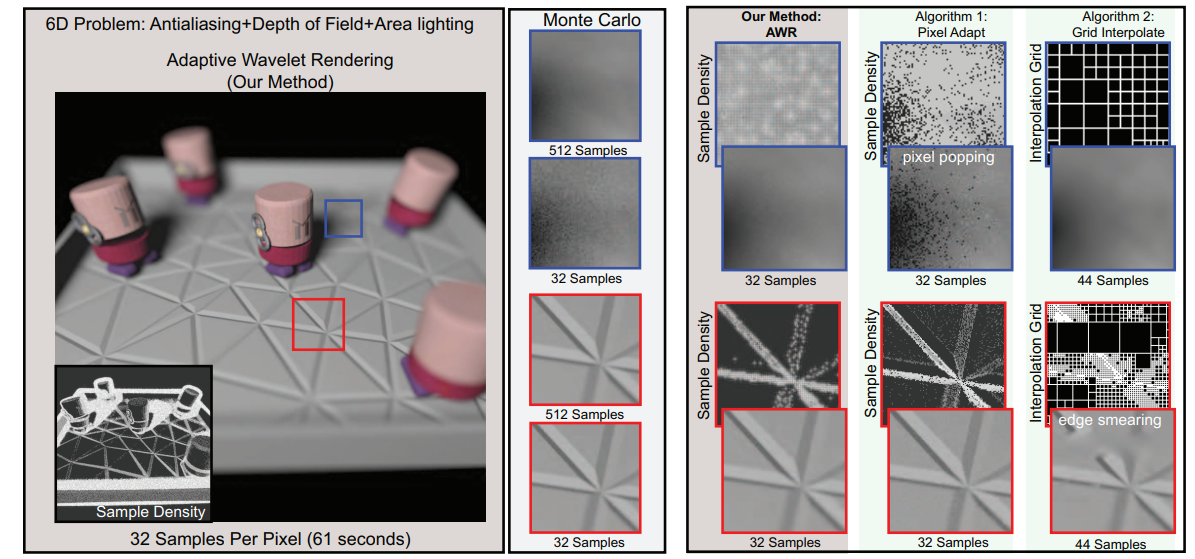 6D Problem: Antialiasing+Depth of Field+Area lighting
Adaptive Wavelet Rendering
(Our Method)
Sample Density
32 Samples Per Pixel (61 seconds)
Monte Carlo
512 Samples
32 Samples
512 Samples
32 Samples
Our Method:
AWR
Algorithm 1:
Pixel Adapt
Algorithm 2:
Grid Interpolate
Sample Density
Sample Density
Interpolation Grid
pixel popping
32 Samples
32 Samples
44 Samples
Sample Density
Sample Density
Interpolation Grid
edge smearing
32 Samples
32 Samples
44 Samples